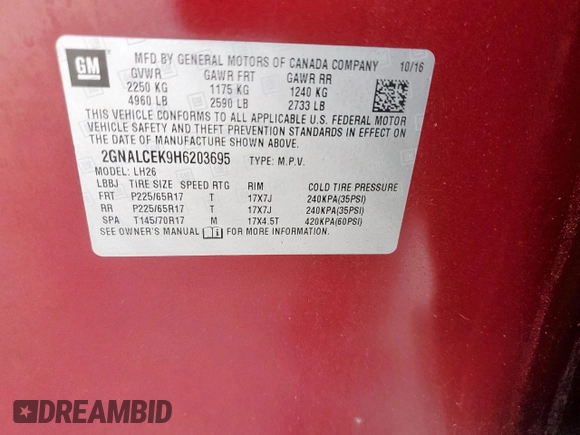 GM
MFD BY GENERAL MOTORS OF CANADA COMPANY 10/16
GVWR GAWR FRT GAWR RR
2250 KG 1175 KG 1240 KG
4960 LB 2590 LB 2733 LB
THIS VEHICLE CONFORMS TO ALL APPLICABLE U.S. FEDERAL MOTOR
VEHICLE SAFETY AND THEFT PREVENTION STANDARDS IN EFFECT ON
THE DATE OF MANUFACTURE SHOWN ABOVE.
2GNALCEK9H6203695 TYPE: M.P.V.
MODEL: LH26
LBBJ TIRE SIZE SPEED RTG RIM COLD TIRE PRESSURE
FRT P225/65R17 T 17X7J 240KPA(35PSI)
RR P225/65R17 T 17X7J 240KPA(35PSI)
SPA T145/70R17 M 17X4.5T 420KPA(60PSI)
SEE OWNER'S MANUAL FOR MORE INFORMATION.
DREAMBID